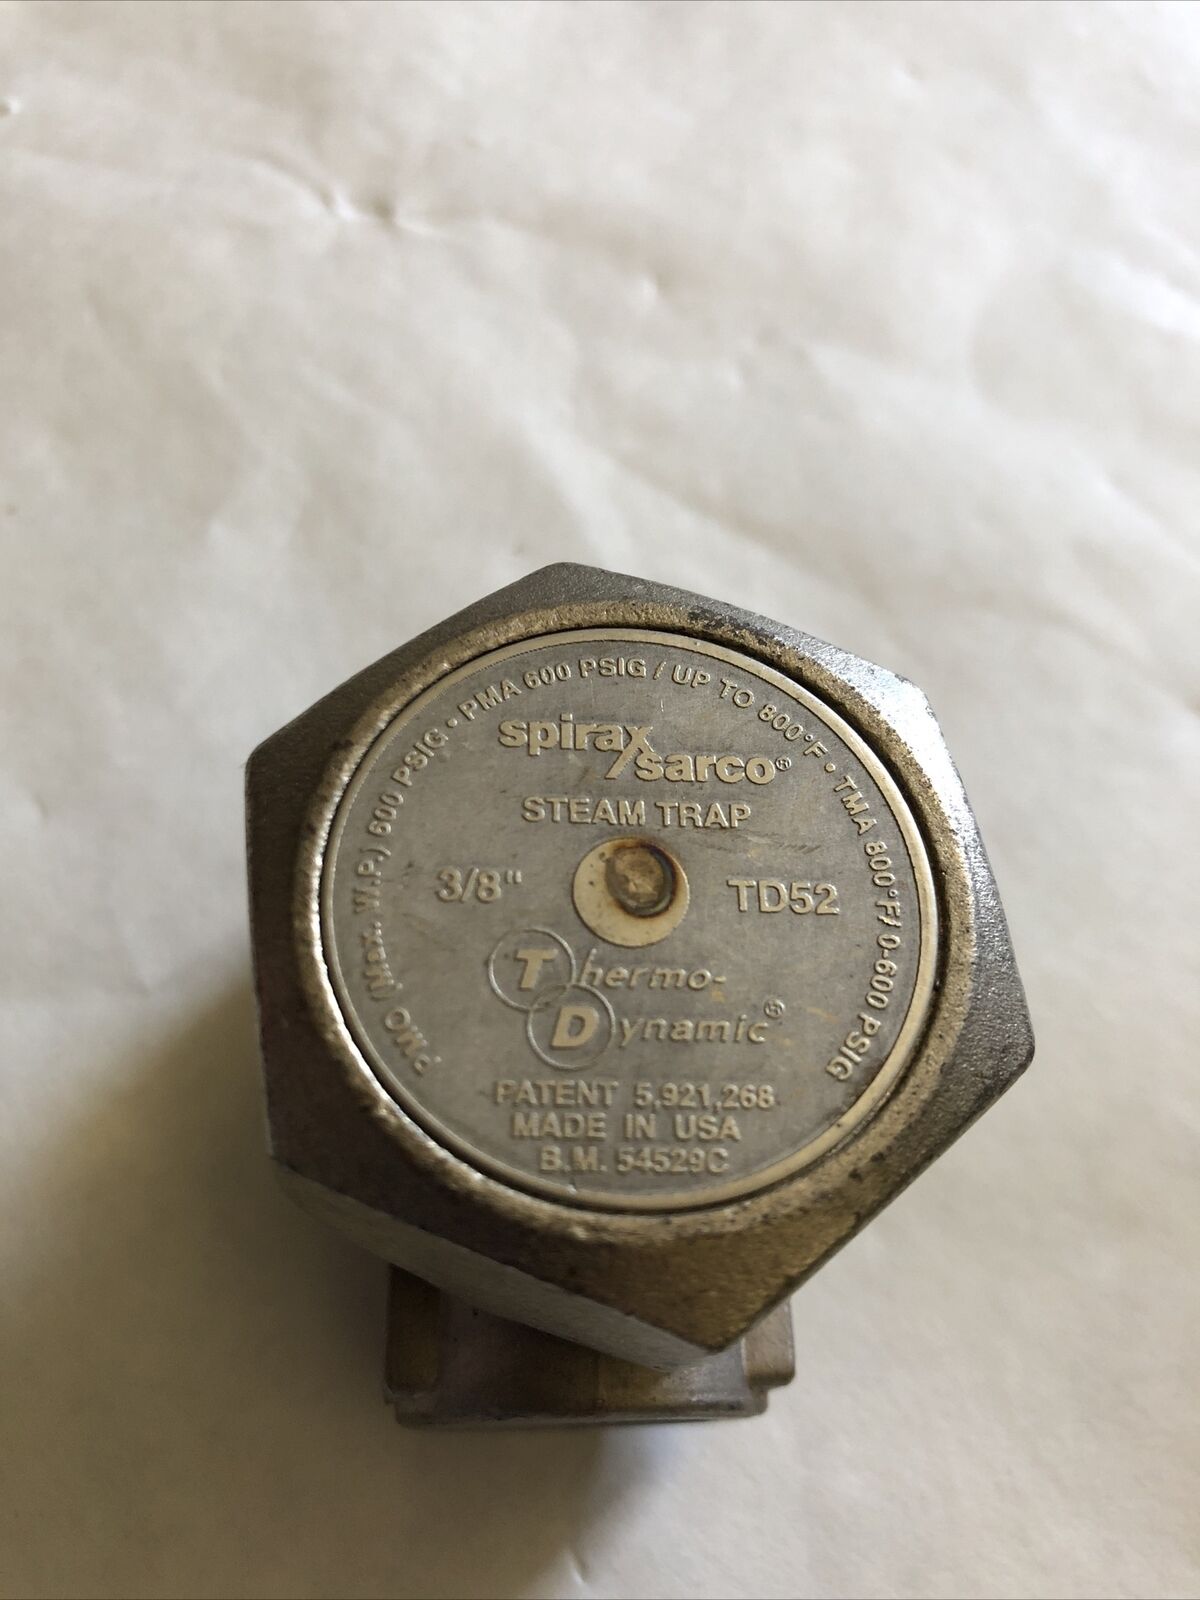 PMO (Max. W.P.) 600 PSIG • PMA 600 PSIG / UP TO 800°F • TMA 800°F/ 0-600 PSIG
spirax
sarco®
STEAM TRAP
3/8" TD52
Thermo-
Dynamic®
PATENT 5,921,268
MADE IN USA
B.M. 54529C